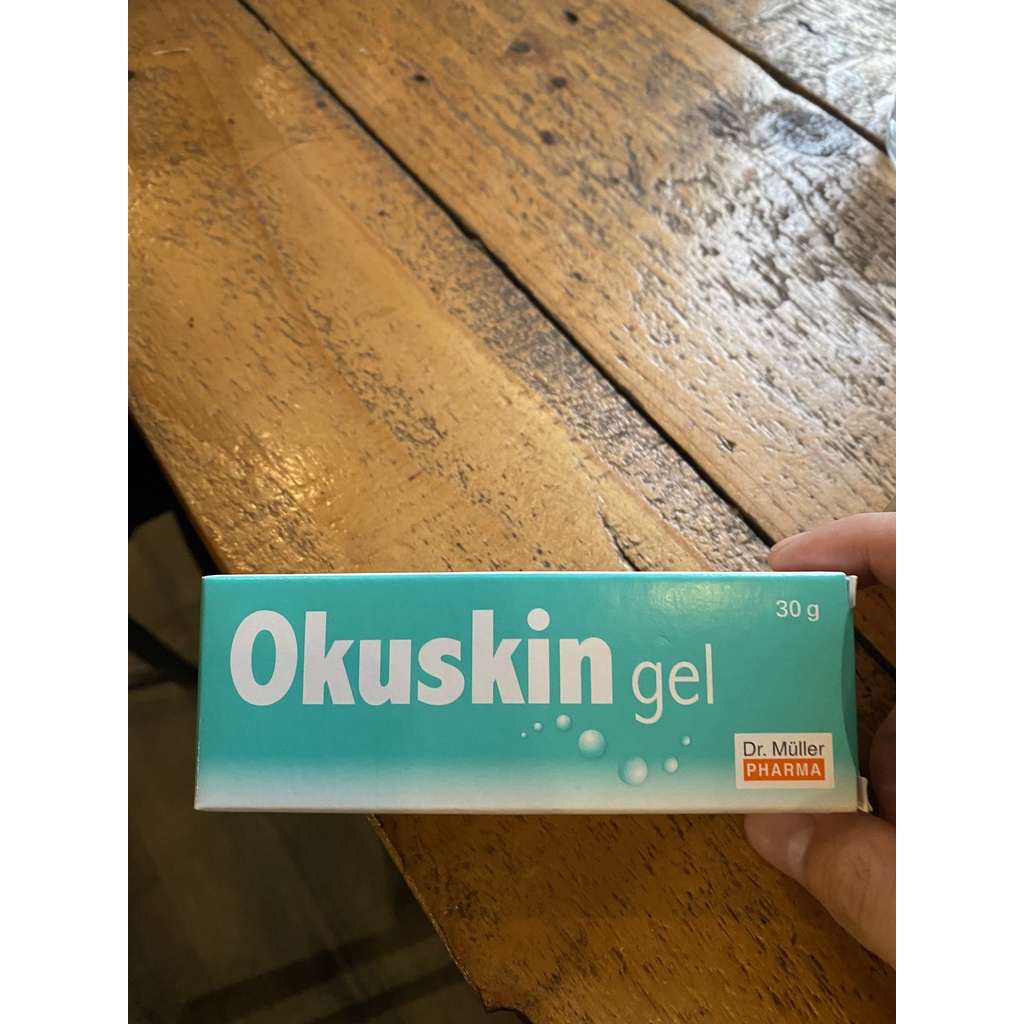 30 g
Okuskin gel
Dr. Müller
PHARMA